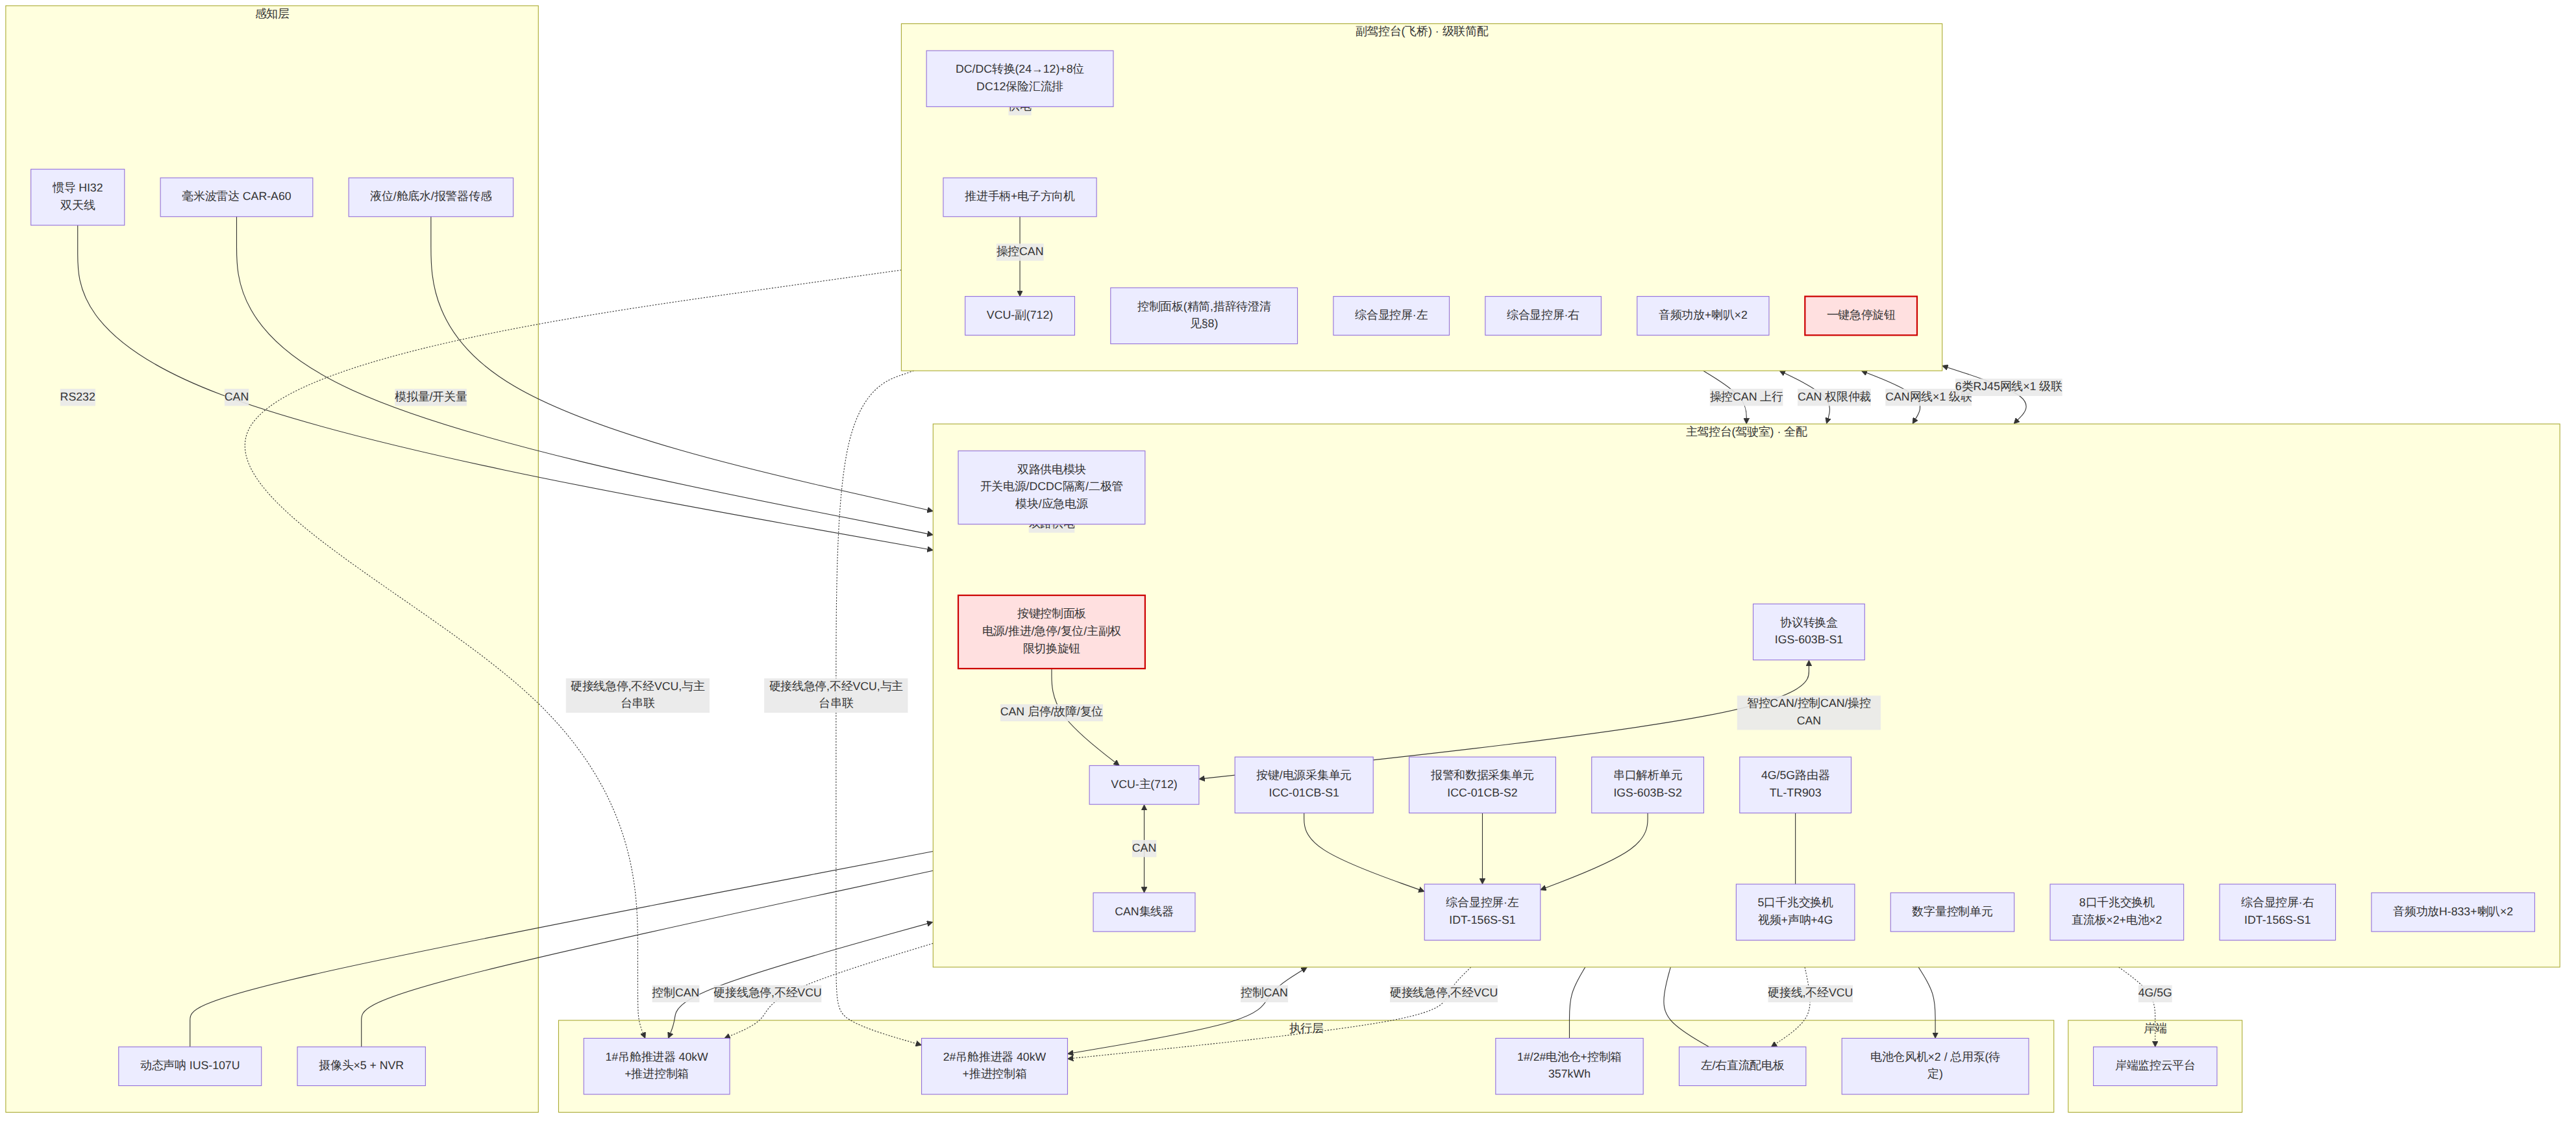 感知层
副驾控台(飞桥) · 级联简配
DC/DC转换(24→12)+8位
DC12保险汇流排
供电
惯导 HI32
双天线
毫米波雷达 CAR-A60
液位/舱底水/报警器传感
推进手柄+电子方向机
操控CAN
VCU-副(712)
控制面板(精简,措辞待澄清
见§8)
综合显控屏·左
综合显控屏·右
音频功放+喇叭×2
一键急停旋钮
RS232
CAN
模拟量/开关量
操控CAN 上行
CAN 权限仲裁
CAN网线×1 级联
6类RJ45网线×1 级联
主驾控台(驾驶室) · 全配
双路供电模块
开关电源/DCDC隔离/二极管
模块/应急电源
双路供电
按键控制面板
电源/推进/急停/复位/主副权
限切换旋钮
协议转换盒
IGS-603B-S1
硬接线急停,不经VCU,与主
台串联
硬接线急停,不经VCU,与主
台串联
CAN 启停/故障/复位
智控CAN/控制CAN/操控
CAN
VCU-主(712)
按键/电源采集单元
ICC-01CB-S1
报警和数据采集单元
ICC-01CB-S2
串口解析单元
IGS-603B-S2
4G/5G路由器
TL-TR903
CAN
CAN集线器
综合显控屏·左
IDT-156S-S1
5口千兆交换机
视频+声呐+4G
数字量控制单元
8口千兆交换机
直流板×2+电池×2
综合显控屏·右
IDT-156S-S1
音频功放H-833+喇叭×2
控制CAN
硬接线急停,不经VCU
控制CAN
硬接线急停,不经VCU
硬接线,不经VCU
4G/5G
执行层
岸端
动态声呐 IUS-107U
摄像头×5 + NVR
1#吊舱推进器 40kW
+推进控制箱
2#吊舱推进器 40kW
+推进控制箱
1#/2#电池仓+控制箱
357kWh
左/右直流配电板
电池仓风机×2 / 总用泵(待
定)
岸端监控云平台